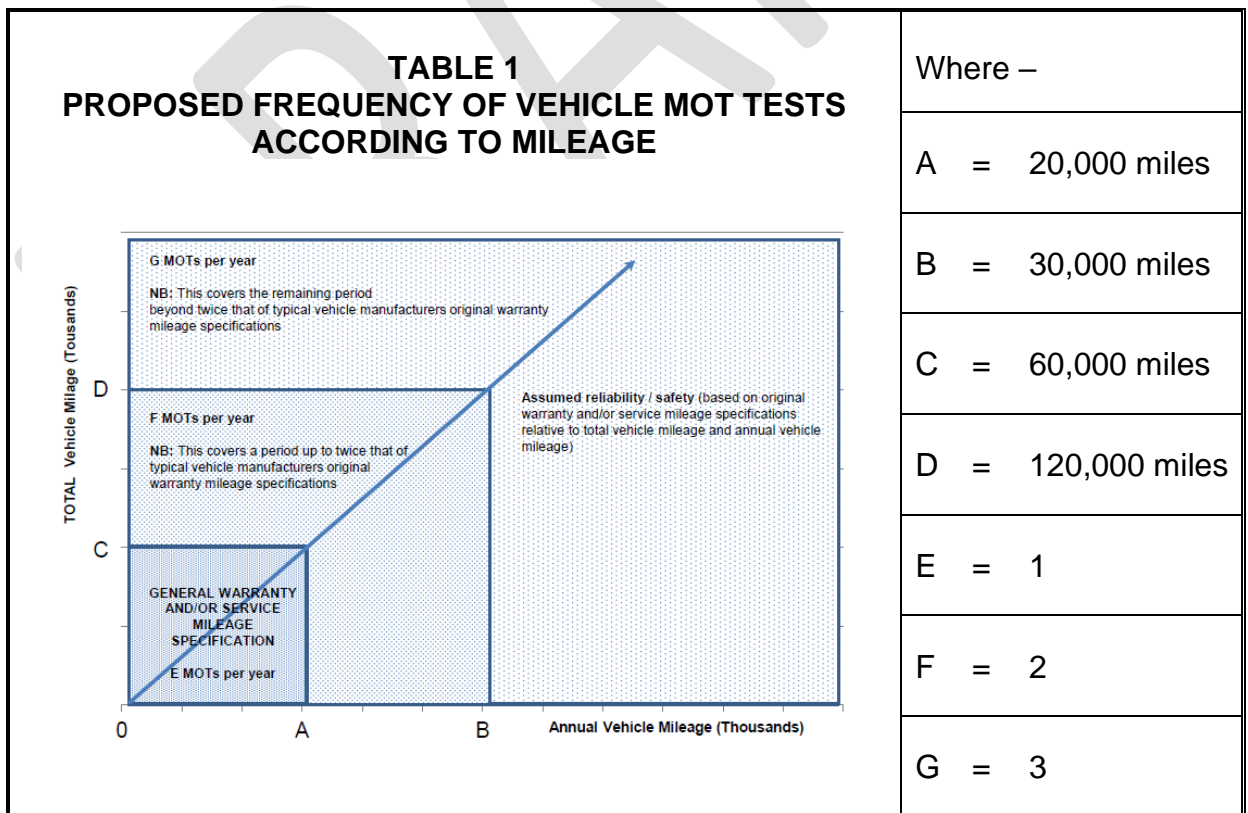 TABLE 1
PROPOSED FREQUENCY OF VEHICLE MOT TESTS
ACCORDING TO MILEAGE
TOTAL Vehicle Milage (Tousands)
G MOTs per year
NB: This covers the remaining period
beyond twice that of typical vehicle manufacturers original warranty
mileage specifications
D
F MOTs per year
NB: This covers a period up to twice that of
typical vehicle manufacturers original
warranty mileage specifications
Assumed reliability / safety (based on original
warranty and/or service mileage specifications
relative to total vehicle mileage and annual vehicle
mileage)
C
GENERAL WARRANTY
AND/OR SERVICE
MILEAGE
SPECIFICATION
E MOTs per year
0 A B Annual Vehicle Mileage (Thousands)
Where –
A = 20,000 miles
B = 30,000 miles
C = 60,000 miles
D = 120,000 miles
E = 1
F = 2
G = 3